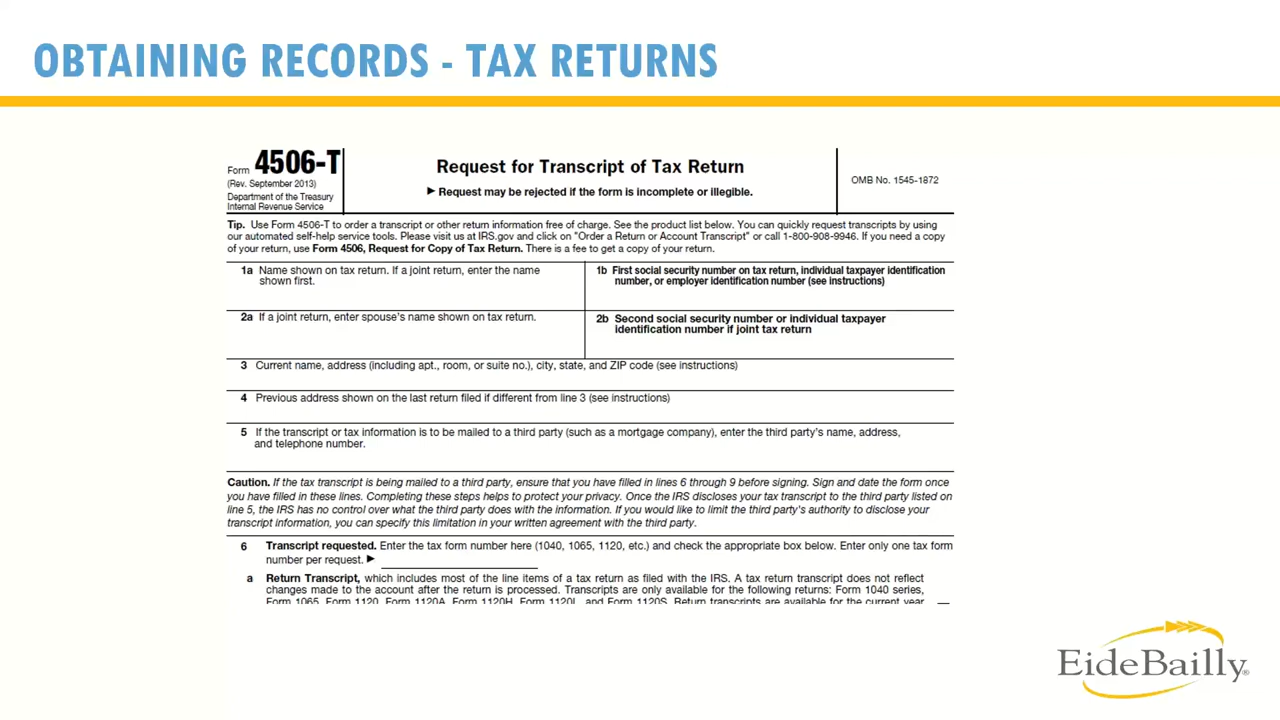 OBTAINING RECORDS - TAX RETURNS
Form 4506-T
(Rev. September 2013)
Department of the Treasury
Internal Revenue Service
Request for Transcript of Tax Return
▶ Request may be rejected if the form is incomplete or illegible.
OMB No. 1545-1872
Tip. Use Form 4506-T to order a transcript or other return information free of charge. See the product list below. You can quickly request transcripts by using
our automated self-help service tools. Please visit us at IRS.gov and click on "Order a Return or Account Transcript" or call 1-800-908-9946. If you need a copy
of your return, use Form 4506, Request for Copy of Tax Return. There is a fee to get a copy of your return.
1a Name shown on tax return. If a joint return, enter the name
shown first.
1b First social security number on tax return, individual taxpayer identification
number, or employer identification number (see instructions)
2a If a joint return, enter spouse's name shown on tax return.
2b Second social security number or individual taxpayer
identification number if joint tax return
3 Current name, address (including apt., room, or suite no.), city, state, and ZIP code (see instructions)
4 Previous address shown on the last return filed if different from line 3 (see instructions)
5 If the transcript or tax information is to be mailed to a third party (such as a mortgage company), enter the third party's name, address,
and telephone number.
Caution. If the tax transcript is being mailed to a third party, ensure that you have filled in lines 6 through 9 before signing. Sign and date the form once
you have filled in these lines. Completing these steps helps to protect your privacy. Once the IRS discloses your tax transcript to the third party listed on
line 5, the IRS has no control over what the third party does with the information. If you would like to limit the third party's authority to disclose your
transcript information, you can specify this limitation in your written agreement with the third party.
6 Transcript requested. Enter the tax form number here (1040, 1065, 1120, etc.) and check the appropriate box below. Enter only one tax form
number per request. ▶
a Return Transcript, which includes most of the line items of a tax return as filed with the IRS. A tax return transcript does not reflect
changes made to the account after the return is processed. Transcripts are only available for the following returns: Form 1040 series,
Form 1065, Form 1120, Form 1120A, Form 1120H, Form 1120L, and Form 1120S. Return transcripts are available for the current year
EideBailly®